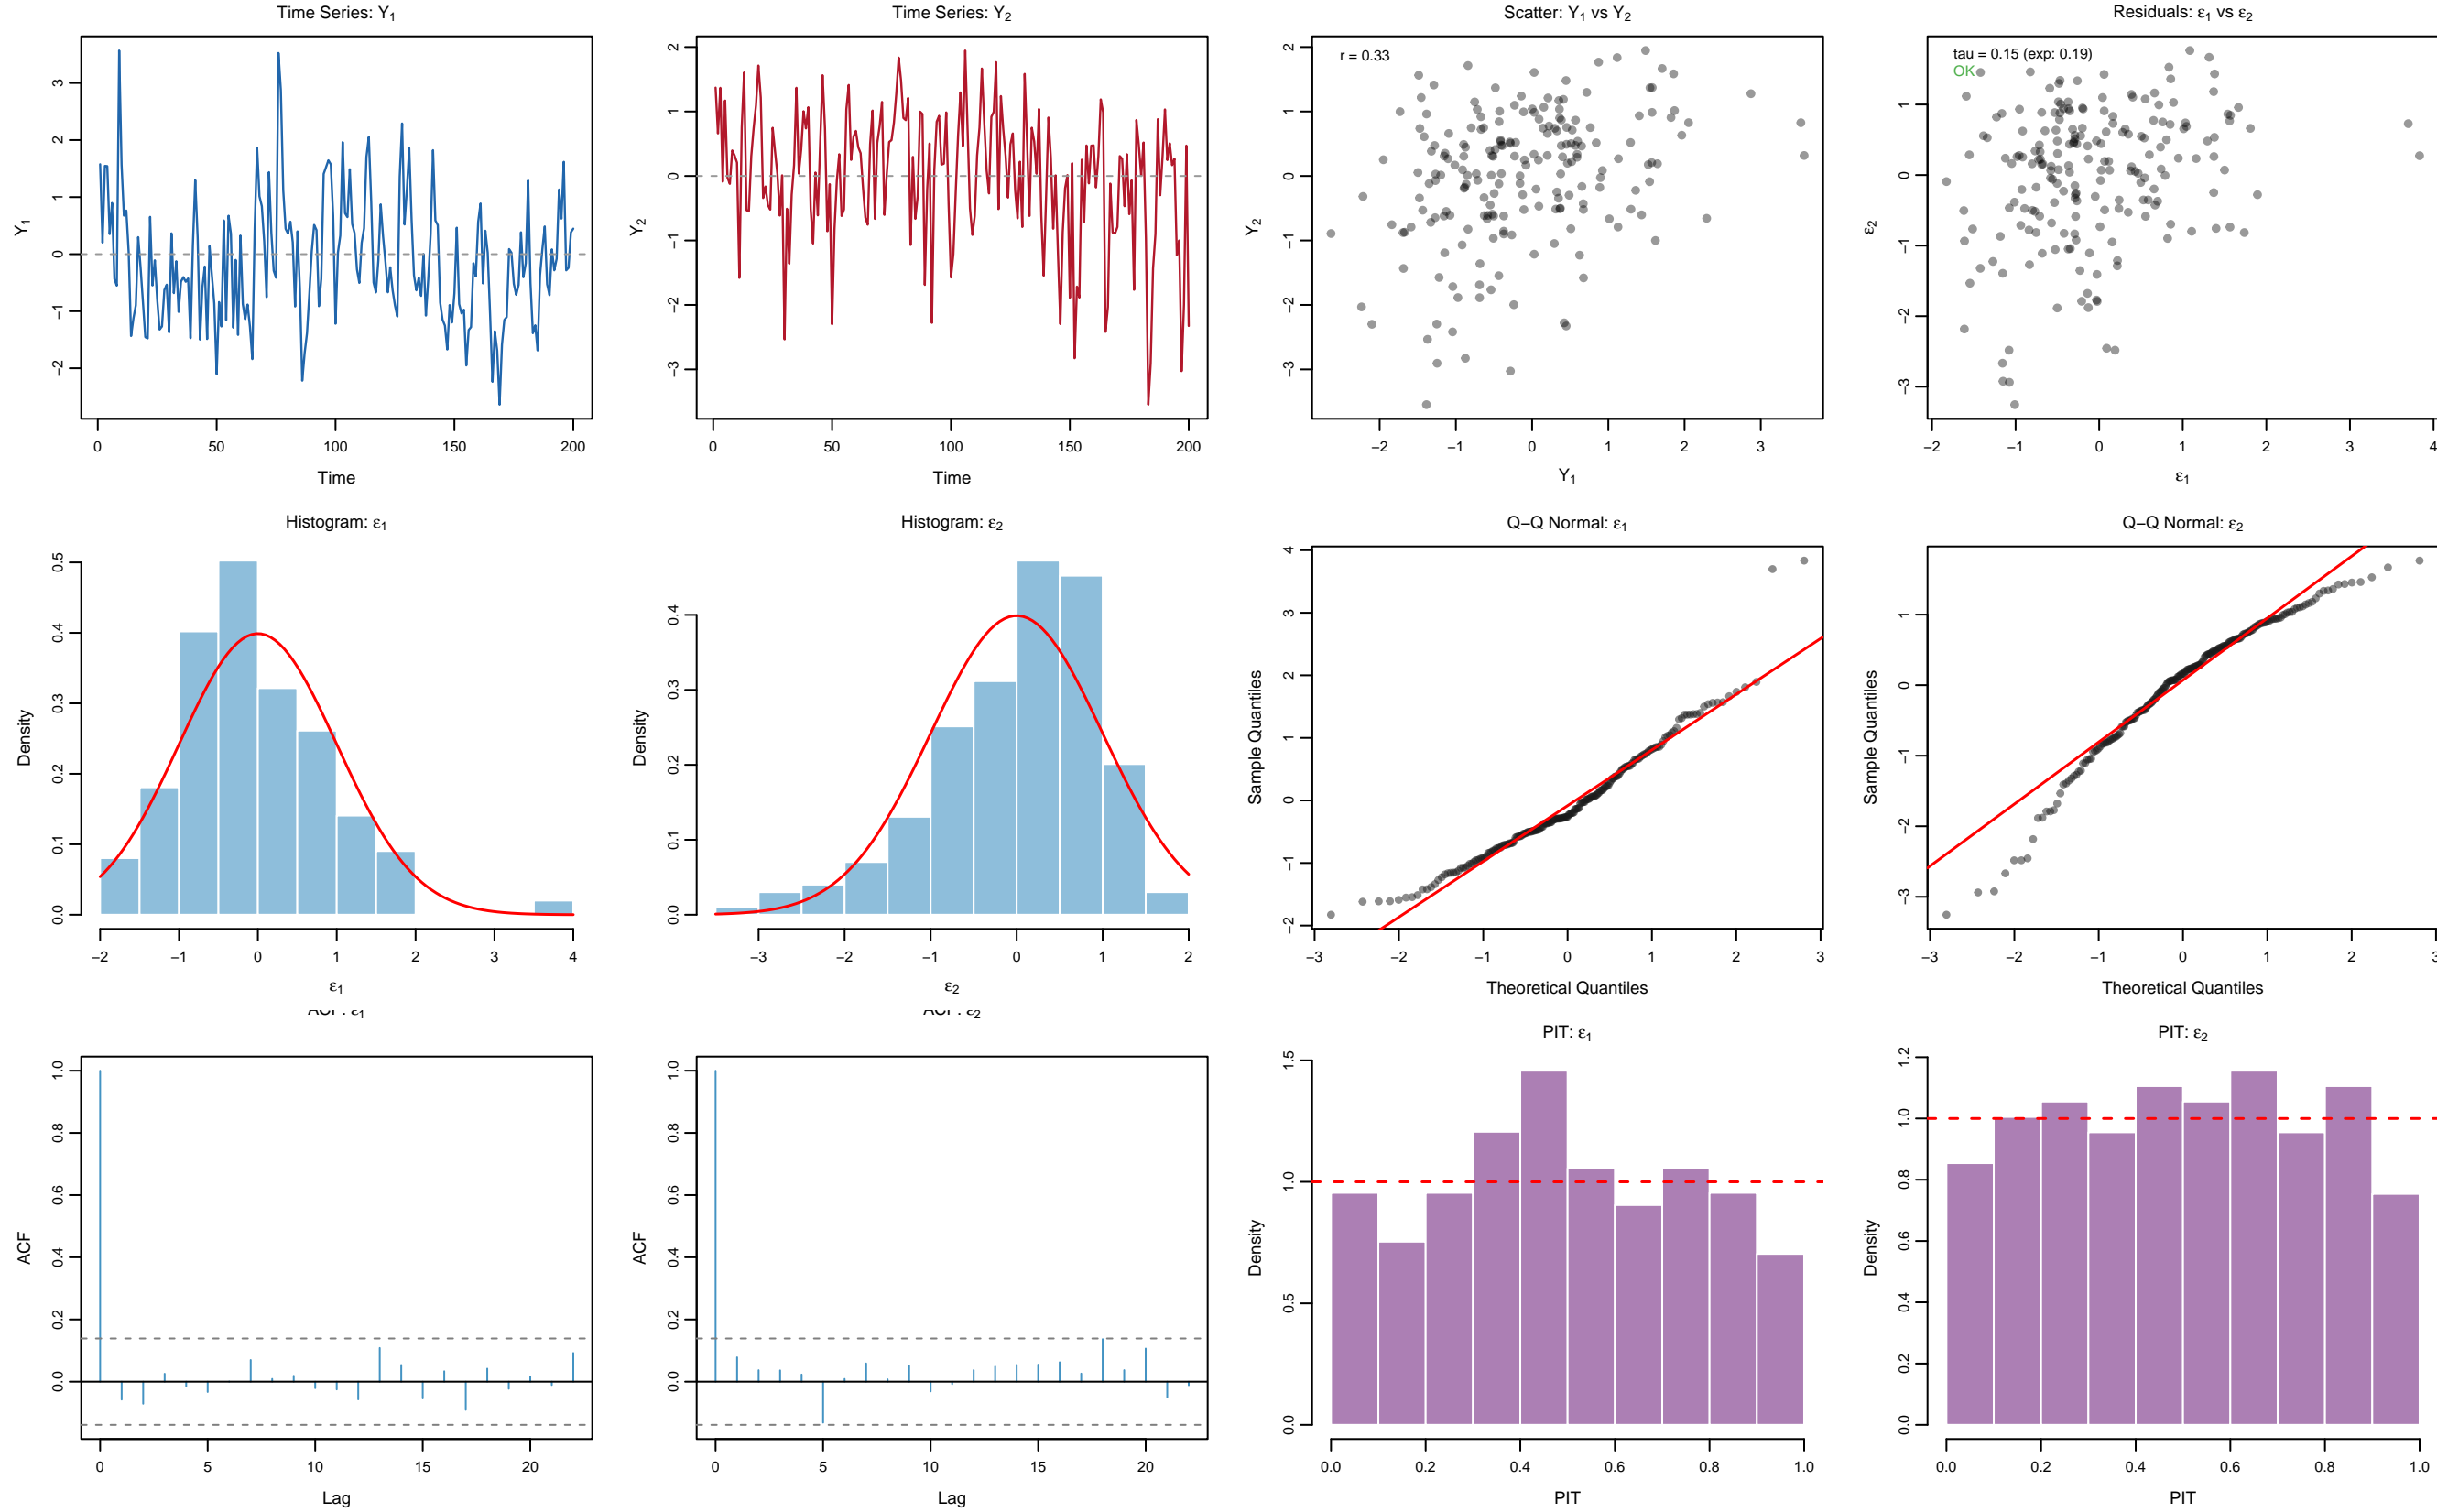 Time Series: Y₁
3
2
1
0
−1
−2
Y₁
0 50 100 150 200
Time
Time Series: Y₂
2
1
0
−1
−2
−3
Y₂
0 50 100 150 200
Time
Scatter: Y₁ vs Y₂
r = 0.33
2
1
0
−1
−2
−3
Y₂
−2 −1 0 1 2 3
Y₁
Residuals: ε₁ vs ε₂
tau = 0.15 (exp: 0.19)
OK
1
0
−1
−2
−3
ε₂
−2 −1 0 1 2 3 4
ε₁
Histogram: ε₁
0.5
0.4
0.3
0.2
0.1
0.0
Density
−2 −1 0 1 2 3 4
ε₁
Histogram: ε₂
0.4
0.3
0.2
0.1
0.0
Density
−3 −2 −1 0 1 2
ε₂
Q−Q Normal: ε₁
4
3
2
1
0
−1
−2
Sample Quantiles
−3 −2 −1 0 1 2 3
Theoretical Quantiles
Q−Q Normal: ε₂
1
0
−1
−2
−3
Sample Quantiles
−3 −2 −1 0 1 2 3
Theoretical Quantiles
ACF: ε₁
1.0
0.8
0.6
0.4
0.2
0.0
ACF
0 5 10 15 20
Lag
ACF: ε₂
1.0
0.8
0.6
0.4
0.2
0.0
ACF
0 5 10 15 20
Lag
PIT: ε₁
1.5
1.0
0.5
0.0
Density
0.0 0.2 0.4 0.6 0.8 1.0
PIT
PIT: ε₂
1.2
1.0
0.8
0.6
0.4
0.2
0.0
Density
0.0 0.2 0.4 0.6 0.8 1.0
PIT